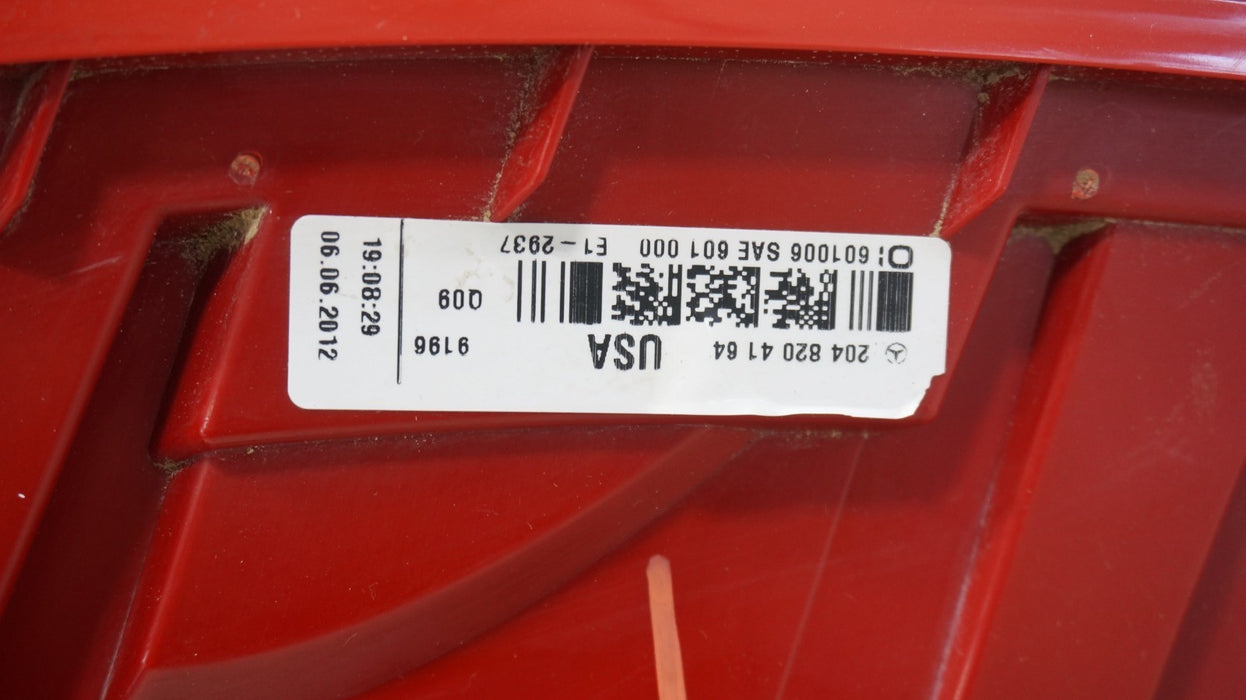 204 820 41 64 USA 9196
Q09
601006 SAE 601 000 E1-2937
19:08:29
06.06.2012